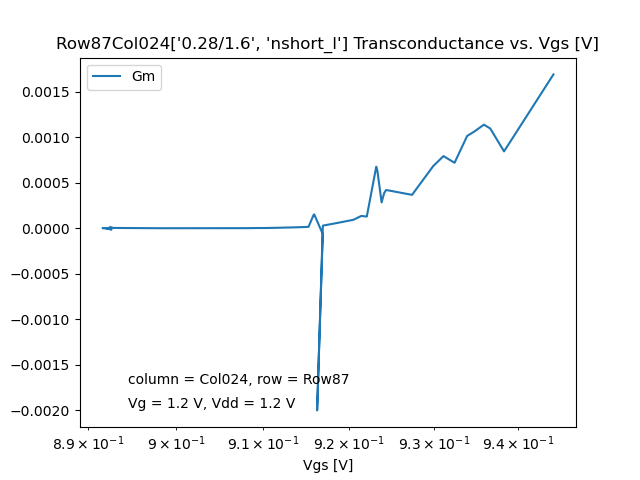 Row87Col024['0.28/1.6', 'nshort_l'] Transconductance vs. Vgs [V]
Gm
0.0015
0.0010
0.0005
0.0000
−0.0005
−0.0010
−0.0015
−0.0020
column = Col024, row = Row87
Vg = 1.2 V, Vdd = 1.2 V
8.9 × 10⁻¹ 9 × 10⁻¹ 9.1 × 10⁻¹ 9.2 × 10⁻¹ 9.3 × 10⁻¹ 9.4 × 10⁻¹
Vgs [V]